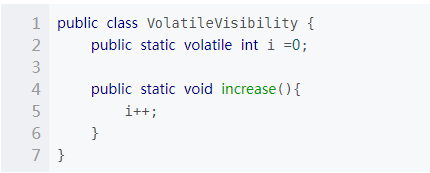 1 public class VolatileVisibility {
2     public static volatile int i =0;
3
4     public static void increase(){
5         i++;
6     }
7 }